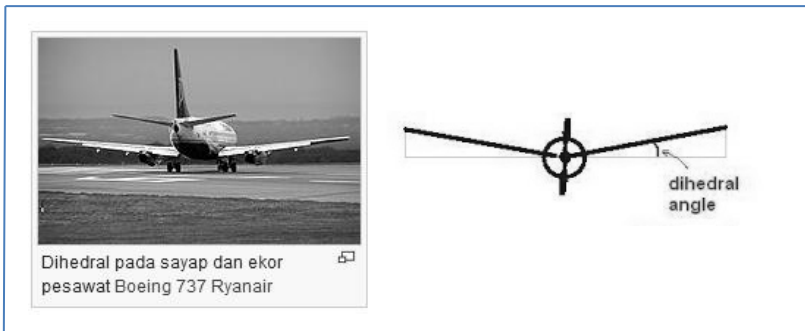 Dihedral pada sayap dan ekor
pesawat Boeing 737 Ryanair
dihedral
angle